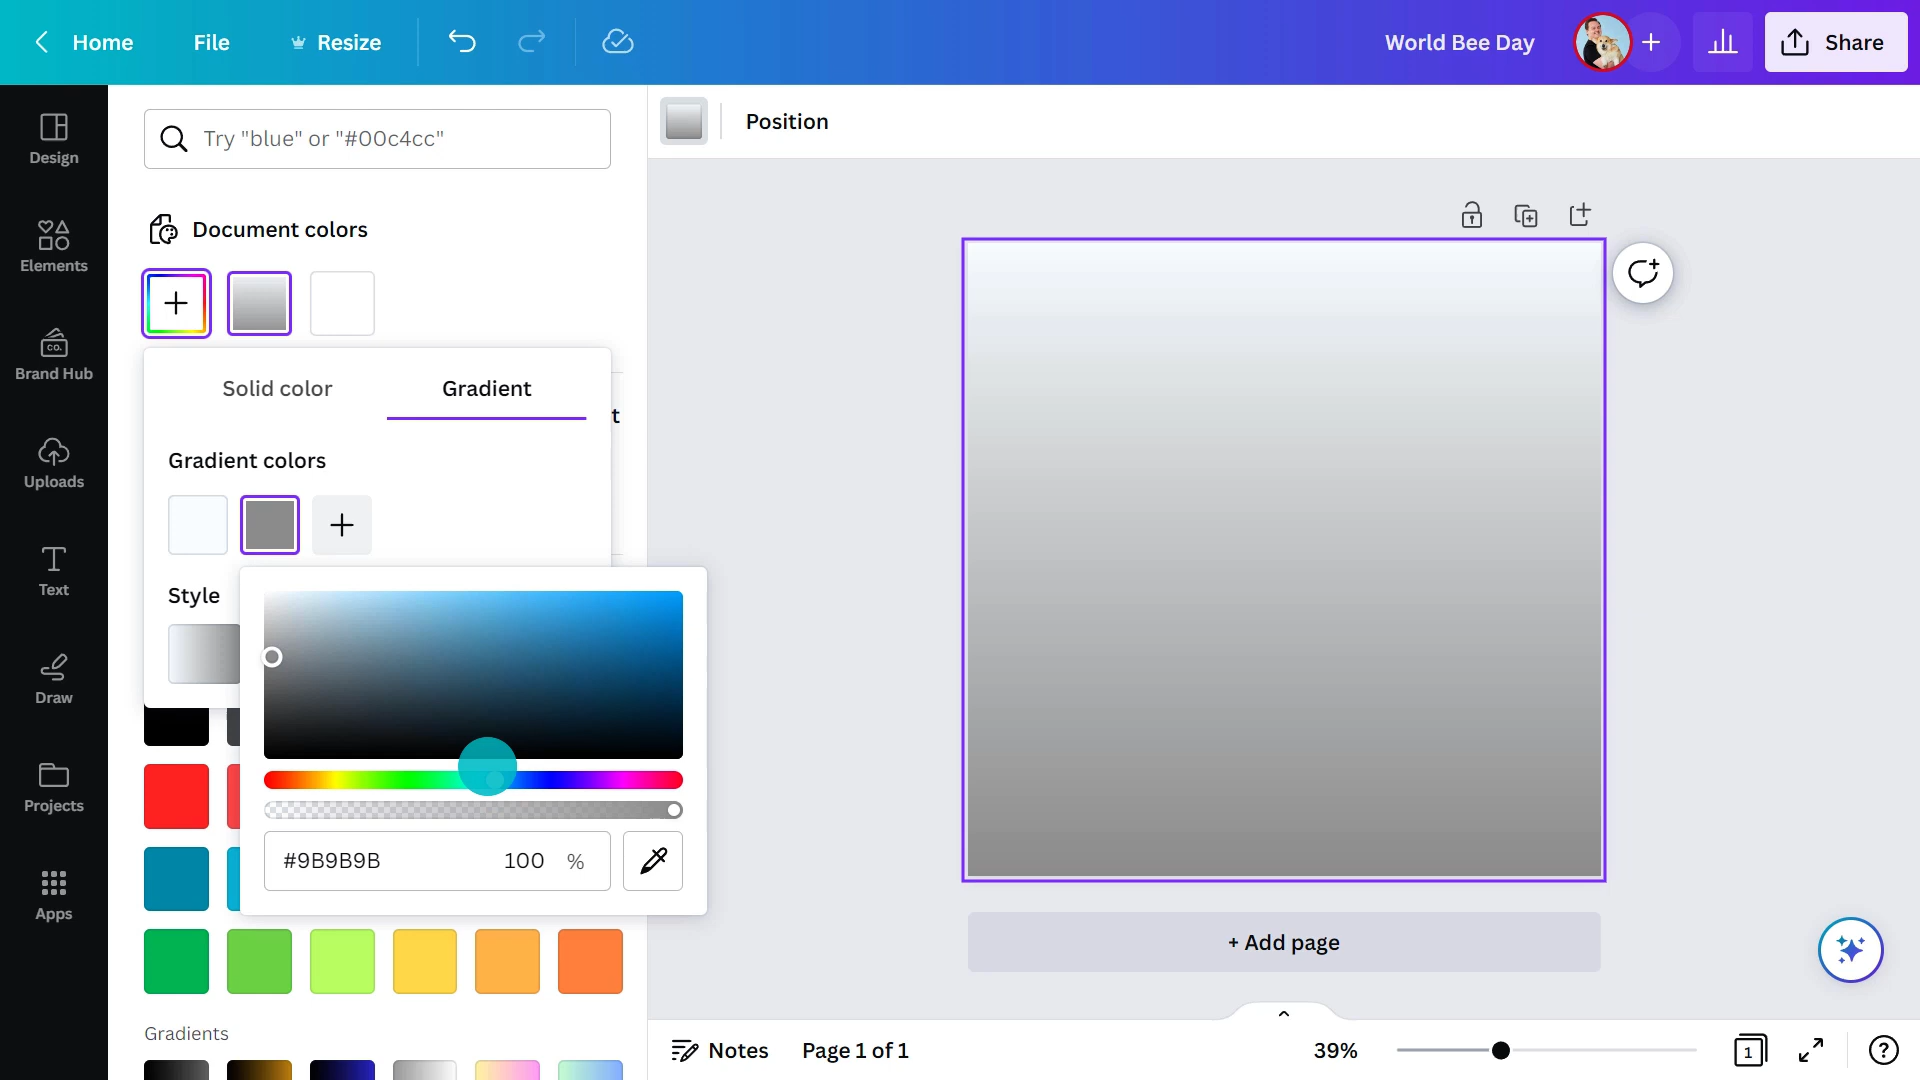 Home
File
Resize
World Bee Day
Share
Design
Elements
CO.
Brand Hub
Uploads
Text
Draw
Projects
Apps
Try "blue" or "#00c4cc"
Document colors
Solid color
Gradient
t
Gradient colors
Style
#9B9B9B
100 %
Gradients
Position
+ Add page
Notes
Page 1 of 1
39%
1
?